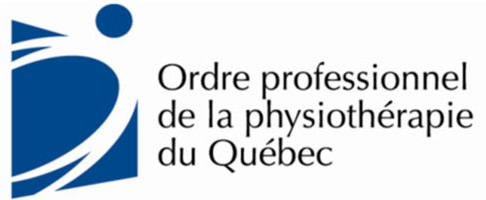 Ordre professionnel
de la physiothérapie
du Québec